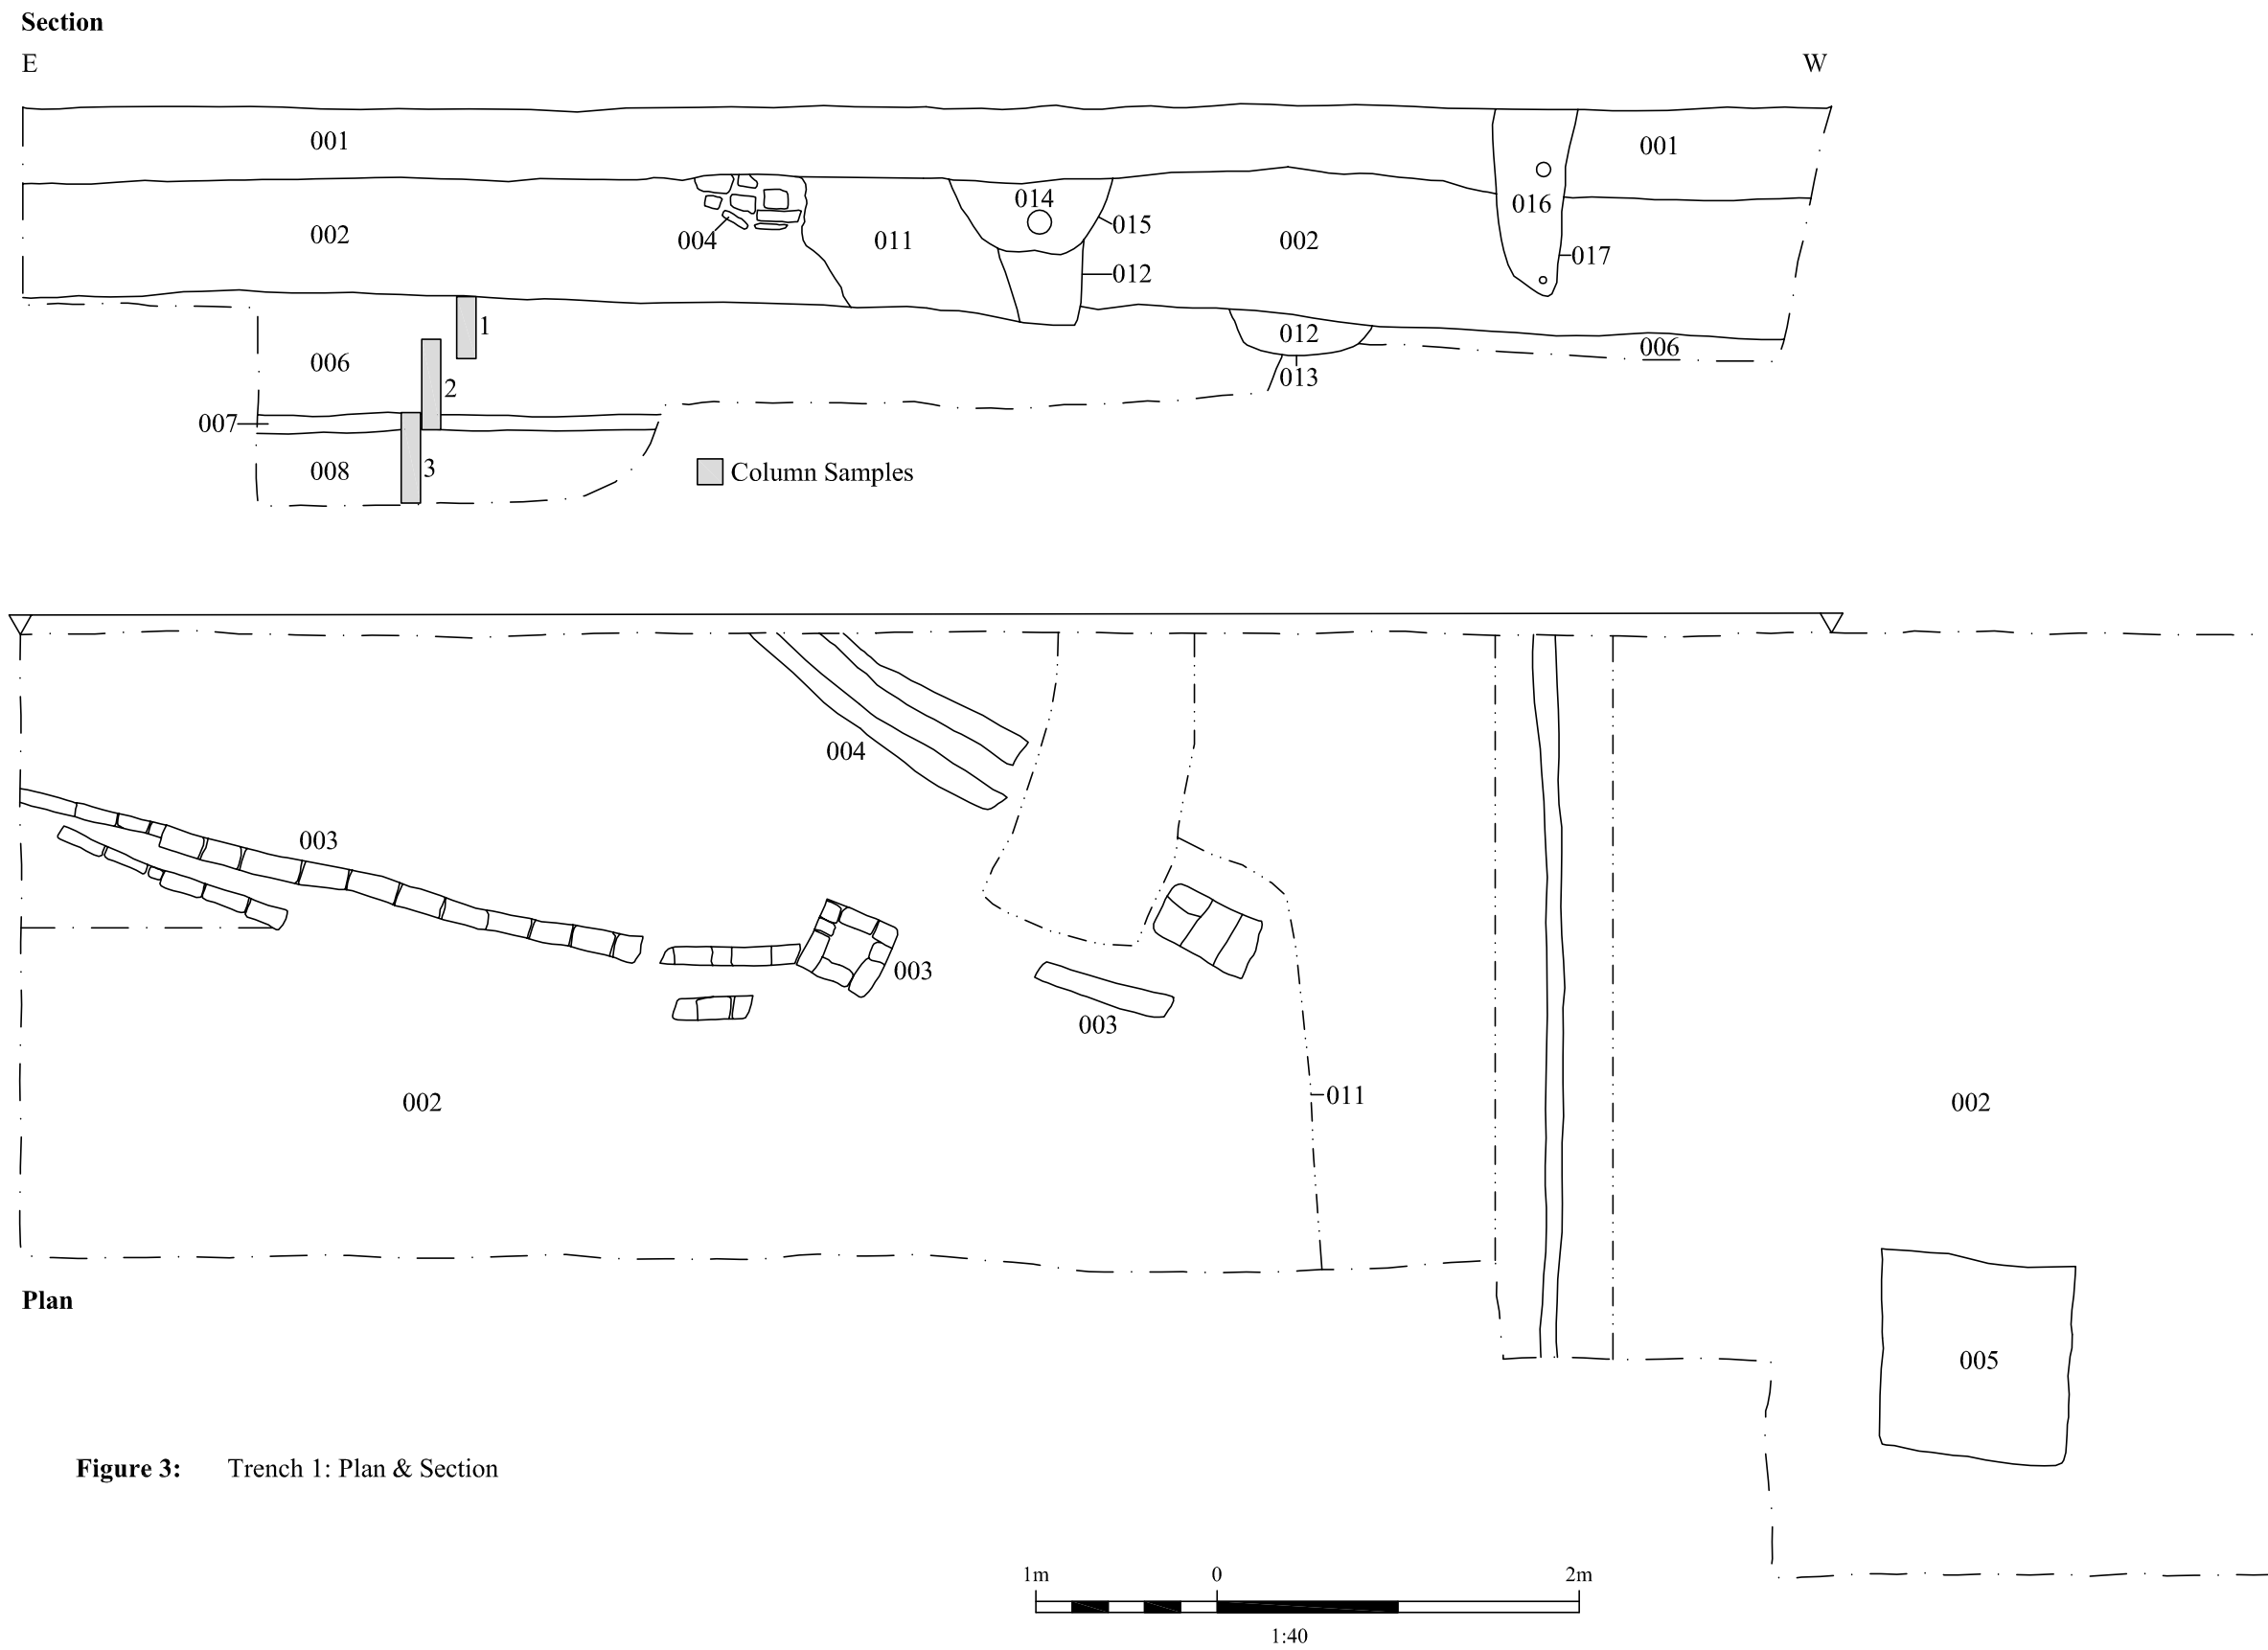 Section
E W
001 001
014
004 011 015 002 016
002 012 017
1
006 012 006
2 013
007
008 3 Column Samples
004
003
003
003
002 011 002
Plan
005
Figure 3: Trench 1: Plan & Section
1m 0 2m
1:40